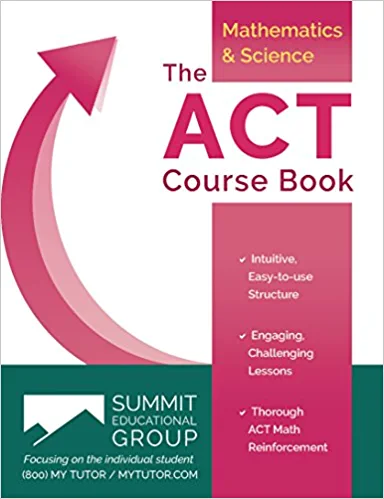 Mathematics
& Science
The
ACT
Course Book
✓ Intuitive,
Easy-to-use
Structure
✓ Engaging,
Challenging
Lessons
✓ Thorough
ACT Math
Reinforcement
SUMMIT
EDUCATIONAL
GROUP
Focusing on the individual student
(800) MY TUTOR / MYTUTOR.COM